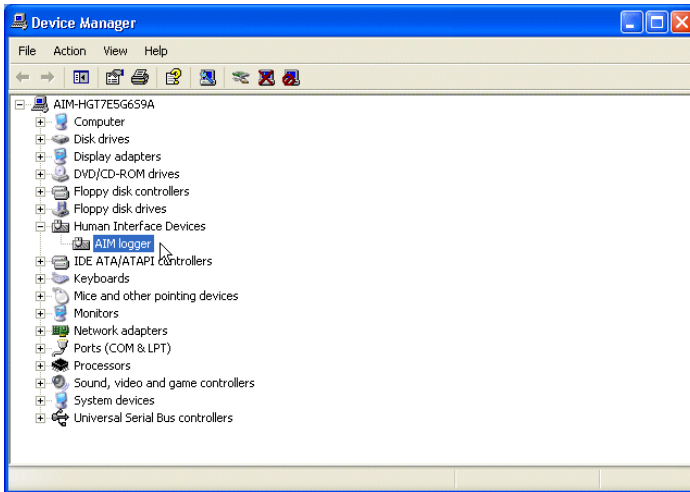 Device Manager
File Action View Help
AIM-HGT7E5G6S9A
Computer
Disk drives
Display adapters
DVD/CD-ROM drives
Floppy disk controllers
Floppy disk drives
Human Interface Devices
AIM logger
IDE ATA/ATAPI controllers
Keyboards
Mice and other pointing devices
Monitors
Network adapters
Ports (COM & LPT)
Processors
Sound, video and game controllers
System devices
Universal Serial Bus controllers